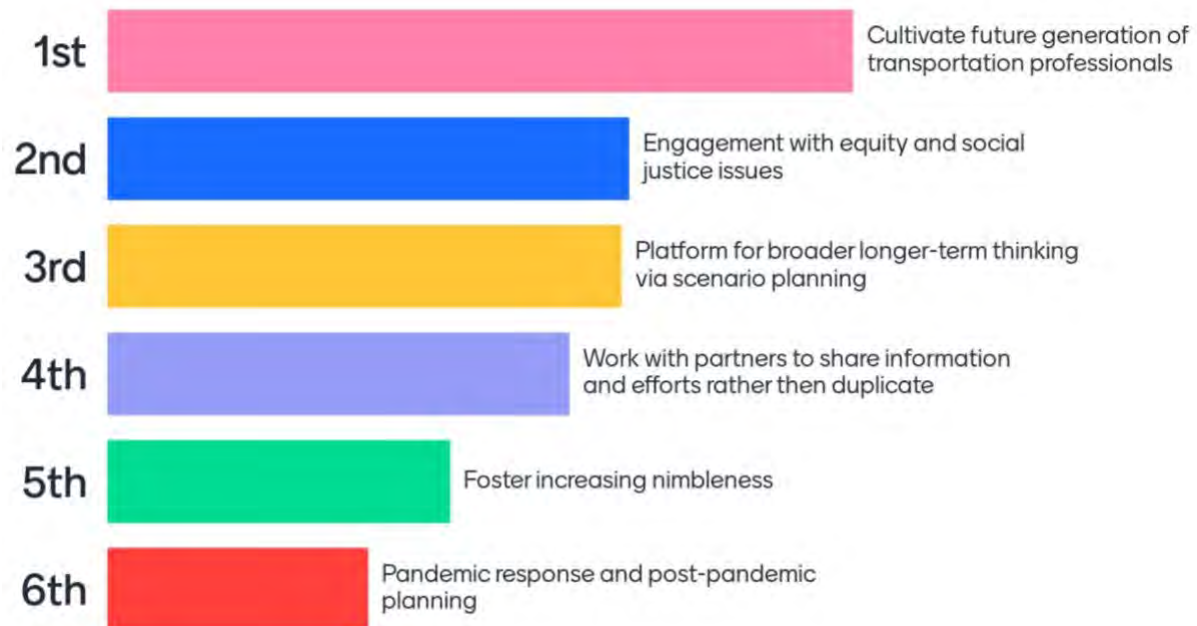 1st
Cultivate future generation of
transportation professionals
2nd
Engagement with equity and social
justice issues
3rd
Platform for broader longer-term thinking
via scenario planning
4th
Work with partners to share information
and efforts rather then duplicate
5th
Foster increasing nimbleness
6th
Pandemic response and post-pandemic
planning